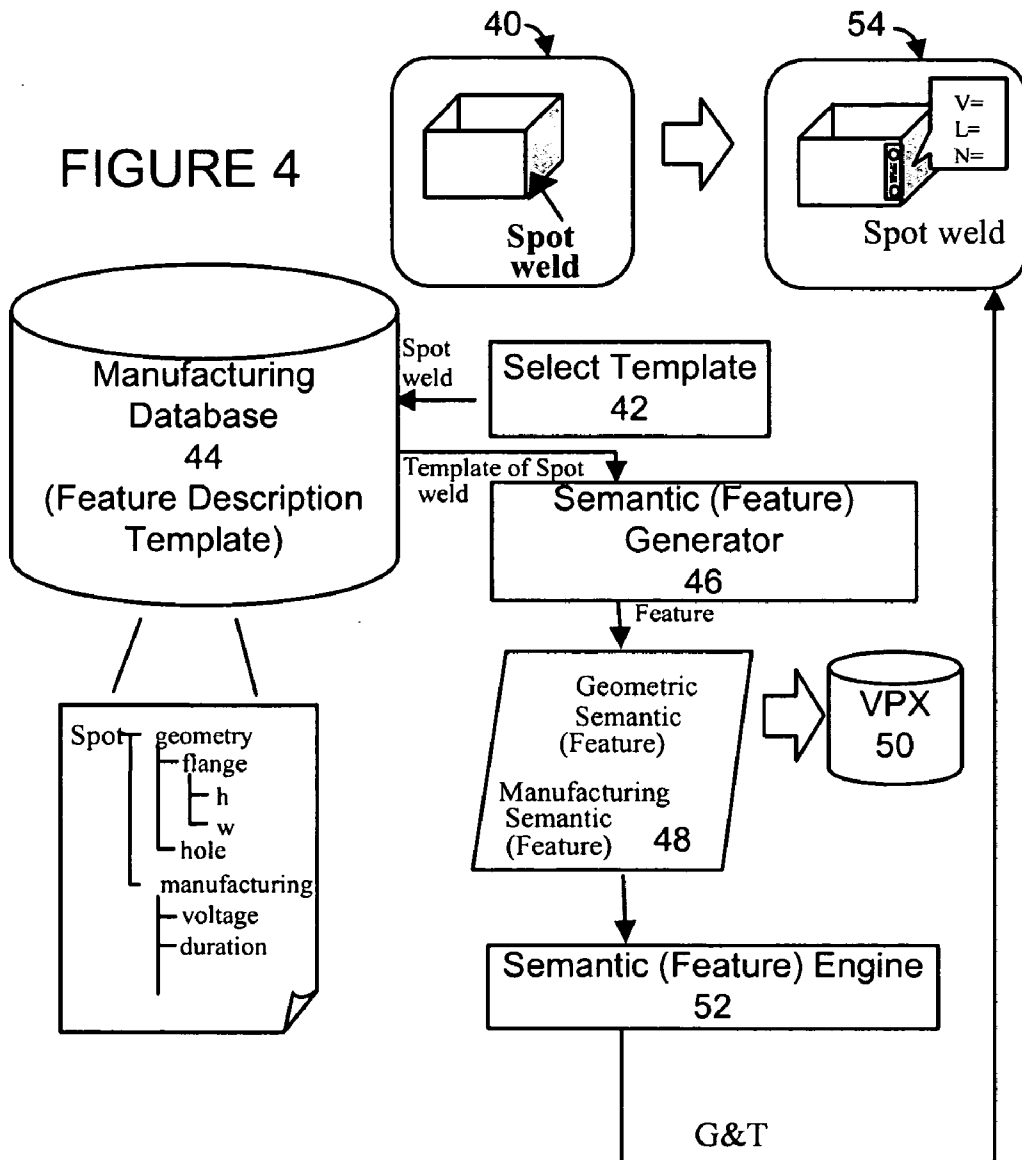 40
54
FIGURE 4
V=
L=
N=
Spot
weld
Spot weld
Manufacturing
Database
44
(Feature Description
Template)
Spot
weld
Select Template
42
Template of Spot
weld
Semantic (Feature)
Generator
46
Feature
Geometric
Semantic
(Feature)
Manufacturing
Semantic
(Feature)
48
VPX
50
Spot
geometry
flange
h
w
hole
manufacturing
voltage
duration
Semantic (Feature) Engine
52
G&T